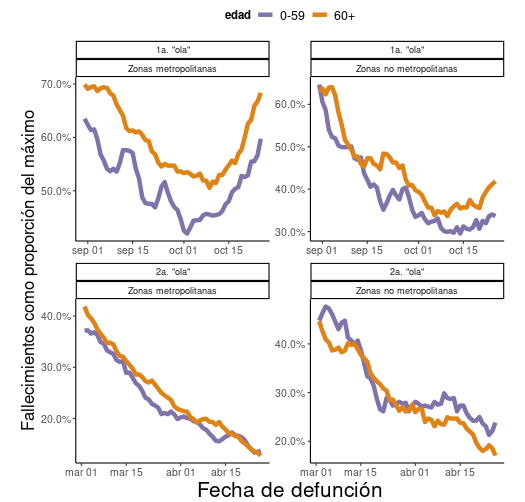 edad 0-59 60+
1a. "ola" 1a. "ola"
Zonas metropolitanas Zonas no metropolitanas
70.0%
60.0%
50.0%
60.0%
50.0%
40.0%
30.0%
sep 01 sep 15 oct 01 oct 15 sep 01 sep 15 oct 01 oct 15
2a. "ola" 2a. "ola"
Zonas metropolitanas Zonas no metropolitanas
40.0%
30.0%
20.0%
40.0%
30.0%
20.0%
mar 01 mar 15 abr 01 abr 15 mar 01 mar 15 abr 01 abr 15
Fallecimientos como proporción del máximo
Fecha de defunción